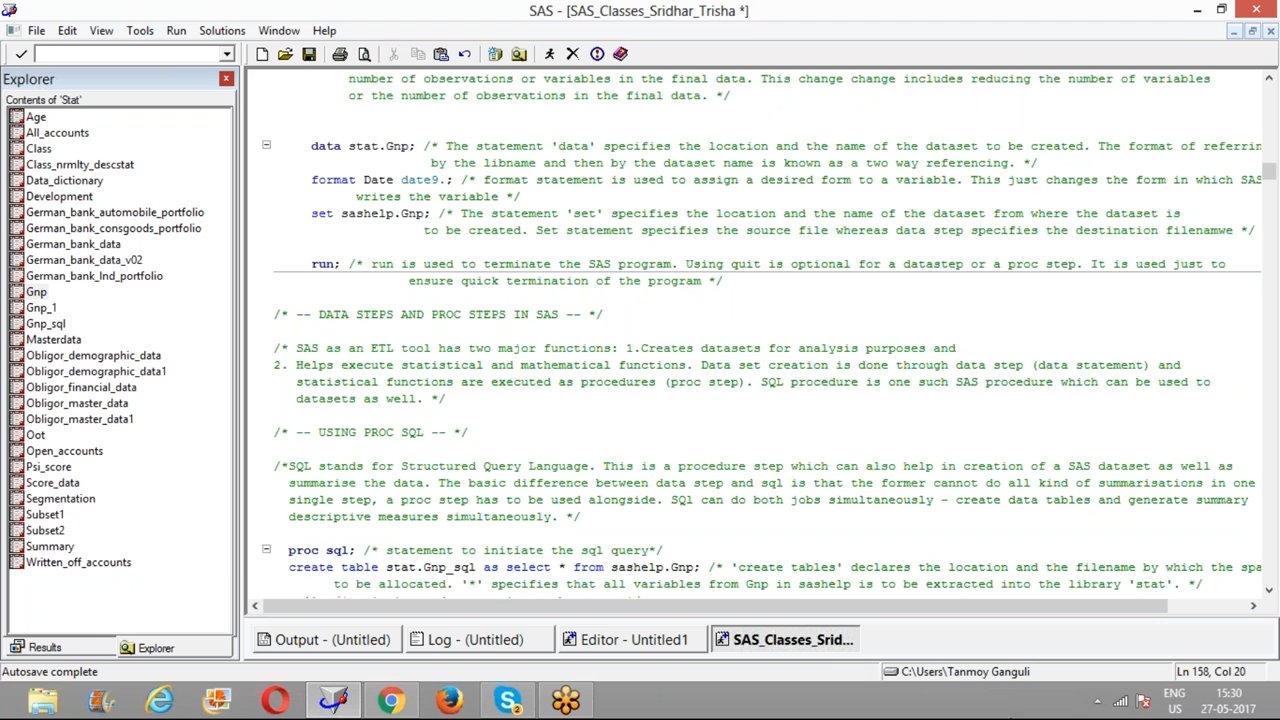 SAS - [SAS_Classes_Sridhar_Trisha *]
File Edit View Tools Run Solutions Window Help
Explorer
Contents of 'Stat'
Age
All_accounts
Class
Class_nrmlty_descstat
Data_dictionary
Development
German_bank_automobile_portfolio
German_bank_consgoods_portfolio
German_bank_data
German_bank_data_v02
German_bank_lnd_portfolio
Gnp
Gnp_1
Gnp_sql
Masterdata
Obligor_demographic_data
Obligor_demographic_data1
Obligor_financial_data
Obligor_master_data
Obligor_master_data1
Oot
Open_accounts
Psi_score
Score_data
Segmentation
Subset1
Subset2
Summary
Written_off_accounts
Results
Explorer
number of observations or variables in the final data. This change change includes reducing the number of variables
or the number of observations in the final data. */
data stat.Gnp; /* The statement 'data' specifies the location and the name of the dataset to be created. The format of referrin
by the libname and then by the dataset name is known as a two way referencing. */
format Date date9.; /* format statement is used to assign a desired form to a variable. This just changes the form in which SAS
writes the variable */
set sashelp.Gnp; /* The statement 'set' specifies the location and the name of the dataset from where the dataset is
to be created. Set statement specifies the source file whereas data step specifies the destination filenamwe */
run; /* run is used to terminate the SAS program. Using quit is optional for a datastep or a proc step. It is used just to
ensure quick termination of the program */
/* -- DATA STEPS AND PROC STEPS IN SAS -- */
/* SAS as an ETL tool has two major functions: 1.Creates datasets for analysis purposes and
2. Helps execute statistical and mathematical functions. Data set creation is done through data step (data statement) and
statistical functions are executed as procedures (proc step). SQL procedure is one such SAS procedure which can be used to
datasets as well. */
/* -- USING PROC SQL -- */
/*SQL stands for Structured Query Language. This is a procedure step which can also help in creation of a SAS dataset as well as
summarise the data. The basic difference between data step and sql is that the former cannot do all kind of summarisations in one
single step, a proc step has to be used alongside. SQl can do both jobs simultaneously - create data tables and generate summary
descriptive measures simultaneously. */
proc sql; /* statement to initiate the sql query*/
create table stat.Gnp_sql as select * from sashelp.Gnp; /* 'create tables' declares the location and the filename by which the spa
to be allocated. '*' specifies that all variables from Gnp in sashelp is to be extracted into the library 'stat'. */
Output - (Untitled)
Log - (Untitled)
Editor - Untitled1
SAS_Classes_Srid...
Autosave complete
C:\Users\Tanmoy Ganguli
Ln 158, Col 20
ENG
US
15:30
27-05-2017